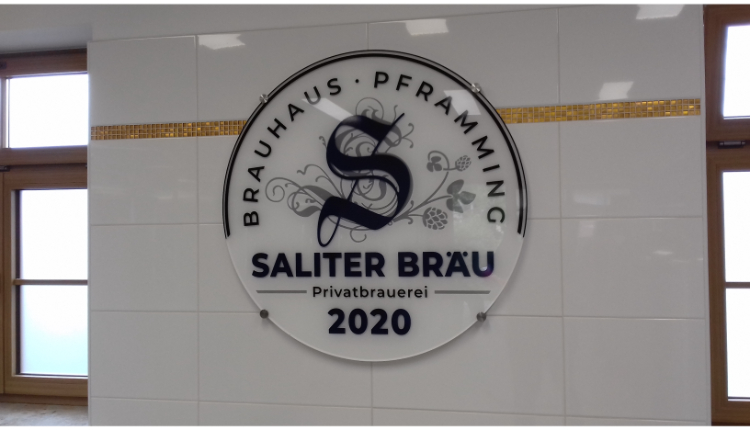 BRAUHAUS · PFRAMMING
S
SALITER BRÄU
Privatbrauerei
2020